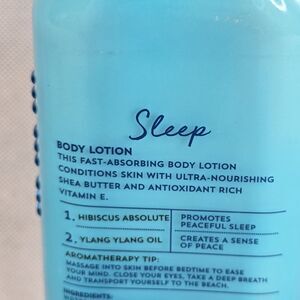 Sleep
BODY LOTION
THIS FAST-ABSORBING BODY LOTION
CONDITIONS SKIN WITH ULTRA-NOURISHING
SHEA BUTTER AND ANTIOXIDANT RICH
VITAMIN E.
1. HIBISCUS ABSOLUTE PROMOTES PEACEFUL SLEEP
2. YLANG YLANG OIL CREATES A SENSE OF PEACE
AROMATHERAPY TIP:
MASSAGE INTO SKIN BEFORE BEDTIME TO EASE
YOUR MIND. CLOSE YOUR EYES, TAKE A DEEP BREATH
AND TRANSPORT YOURSELF TO THE BEACH.
INGREDIENTS: